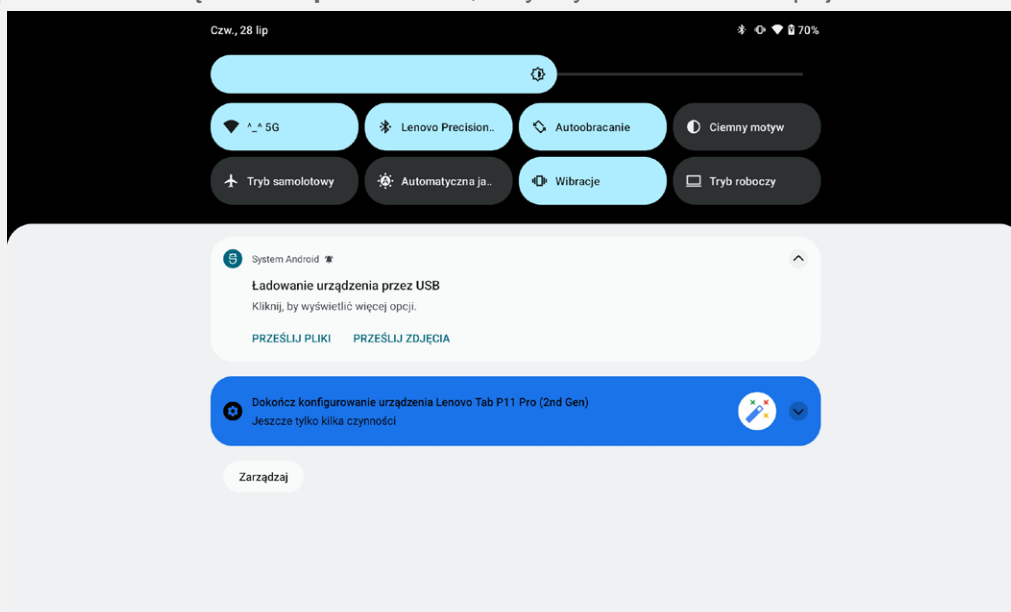 Czw., 28 lip
70%
^_^ 5G
Lenovo Precision..
Autoobracanie
Ciemny motyw
Tryb samolotowy
Automatyczna ja..
Wibracje
Tryb roboczy
System Android
Ładowanie urządzenia przez USB
Kliknij, by wyświetlić więcej opcji.
PRZEŚLIJ PLIKI
PRZEŚLIJ ZDJĘCIA
Dokończ konfigurowanie urządzenia Lenovo Tab P11 Pro (2nd Gen)
Jeszcze tylko kilka czynności
Zarządzaj